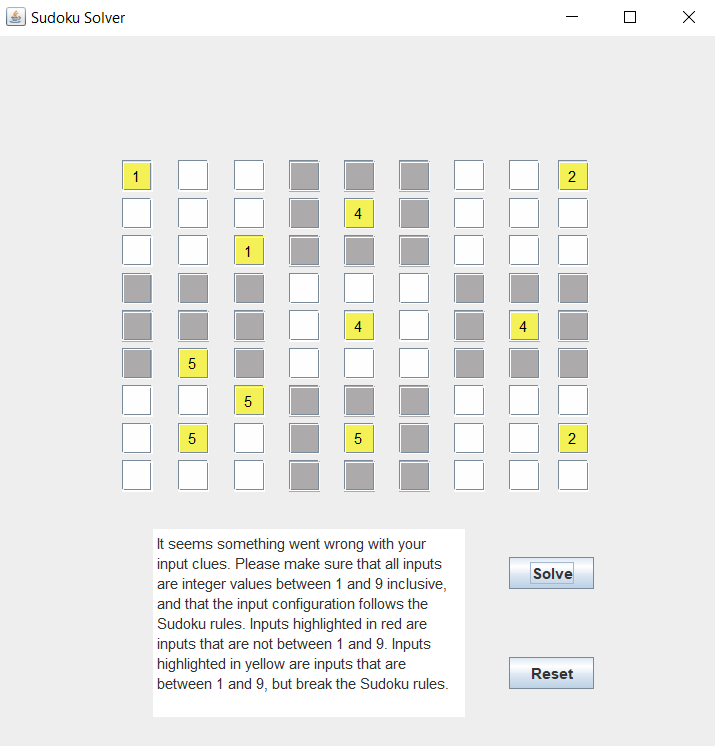 Sudoku Solver
1 2
4
1
4 4
5
5
5 5 2
It seems something went wrong with your
input clues. Please make sure that all inputs
are integer values between 1 and 9 inclusive,
and that the input configuration follows the
Sudoku rules. Inputs highlighted in red are
inputs that are not between 1 and 9. Inputs
highlighted in yellow are inputs that are
between 1 and 9, but break the Sudoku rules.
Solve
Reset